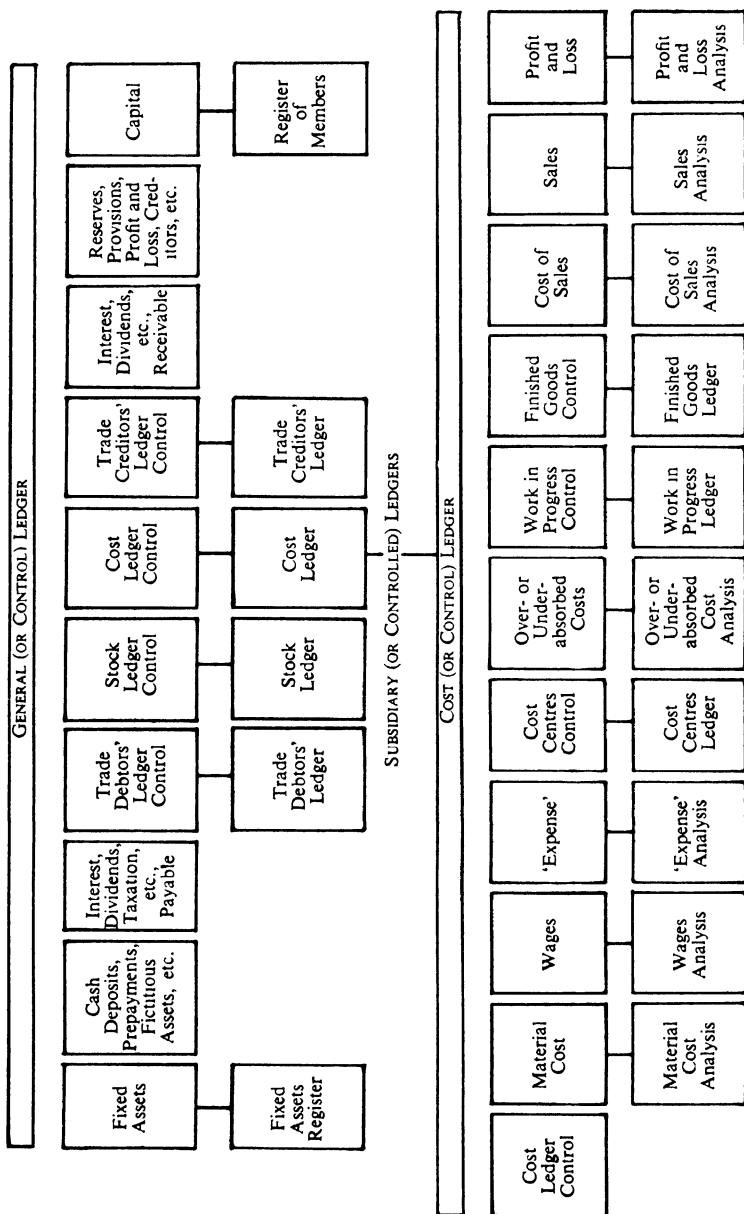 GENERAL (OR CONTROL) LEDGER
Fixed
Assets
Cash
Deposits,
Prepayments,
Fictitious
Assets, etc.
Interest,
Dividends,
Taxation,
etc.,
Payable
Trade
Debtors'
Ledger
Control
Stock
Ledger
Control
Cost
Ledger
Control
Trade
Creditors'
Ledger
Control
Interest,
Dividends,
etc.,
Receivable
Reserves,
Provisions,
Profit and
Loss, Cred-
itors, etc.
Capital
Fixed
Assets
Register
Trade
Debtors'
Ledger
Stock
Ledger
Cost
Ledger
Trade
Creditors'
Ledger
Register
of
Members
SUBSIDIARY (OR CONTROLLED) LEDGERS
COST (OR CONTROL) LEDGER
Cost
Ledger
Control
Material
Cost
Wages
'Expense'
Cost
Centres
Control
Over- or
Under-
absorbed
Costs
Work in
Progress
Control
Finished
Goods
Control
Cost of
Sales
Sales
Profit
and
Loss
Material
Cost
Analysis
Wages
Analysis
'Expense'
Analysis
Cost
Centres
Ledger
Over- or
Under-
absorbed
Cost
Analysis
Work in
Progress
Ledger
Finished
Goods
Ledger
Cost of
Sales
Analysis
Sales
Analysis
Profit
and
Loss
Analysis